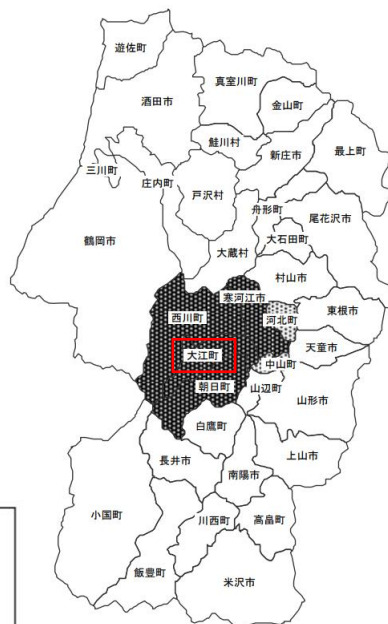 遊佐町
真室川町
酒田市
金山町
鮭川村
最上町
新庄市
三川町
庄内町
戸沢村
舟形町
尾花沢市
鶴岡市
大石田町
大蔵村
村山市
寒河江市
東根市
西川町
河北町
天童市
大江町
中山町
朝日町
山辺町
山形市
白鷹町
上山市
長井市
南陽市
小国町
川西町
高畠町
飯豊町
米沢市